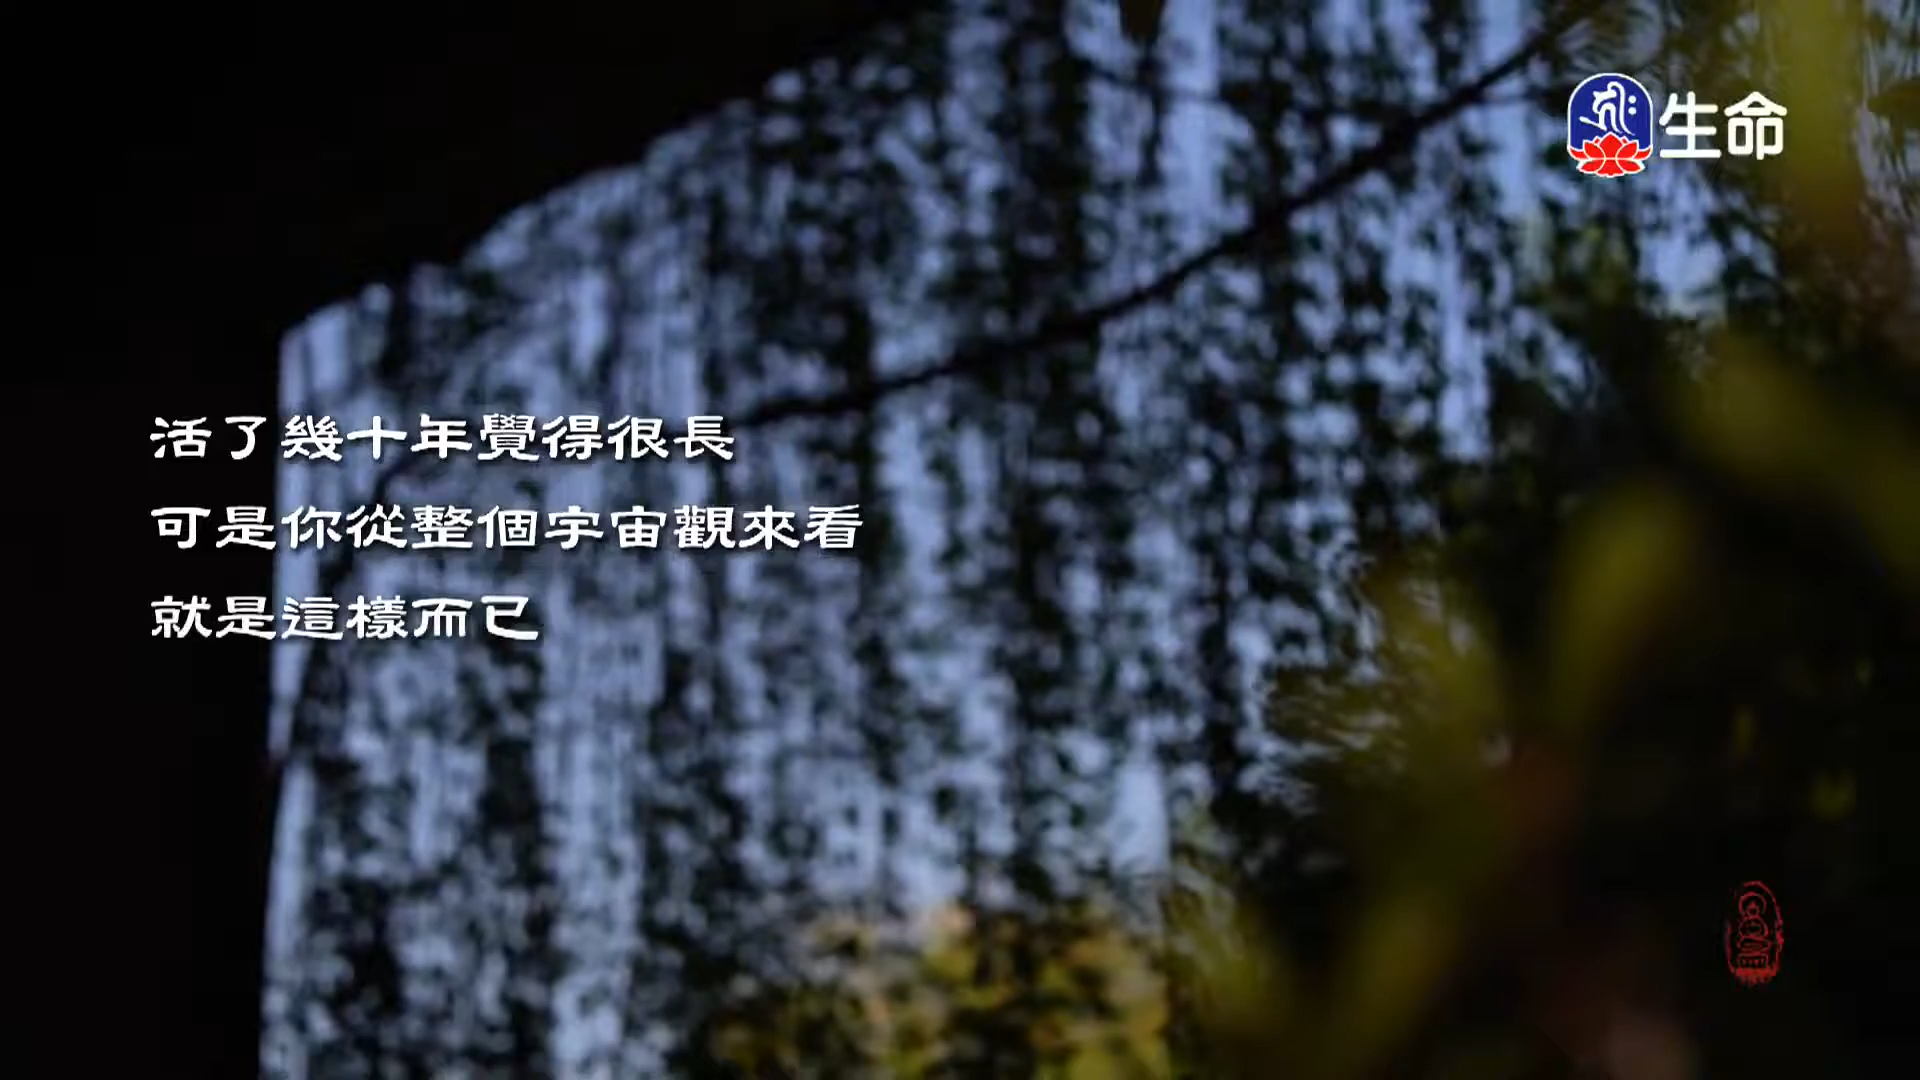 生命
活了幾十年覺得很長
可是你從整個宇宙觀來看
就是這樣而已